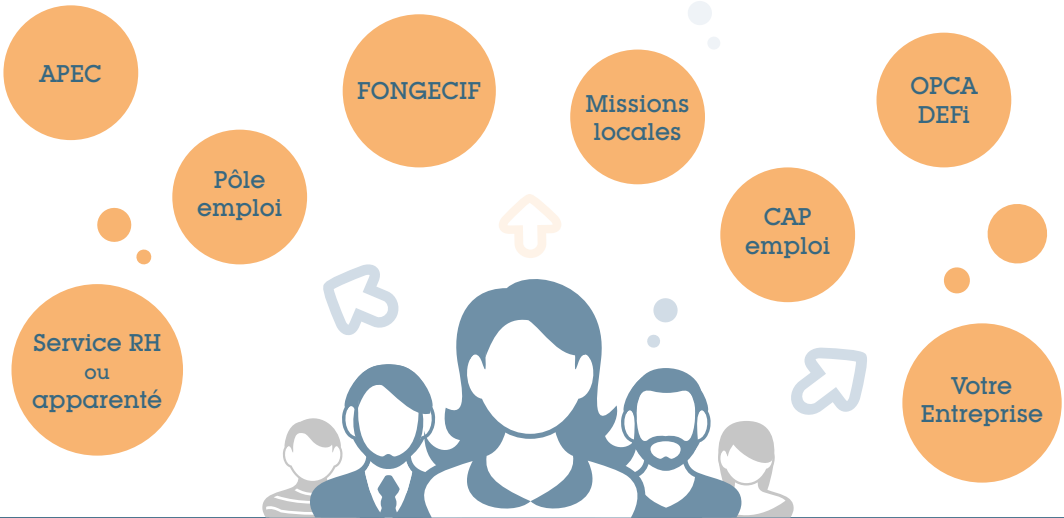 APEC
FONGECIF
Missions
locales
OPCA
DEFi
Pôle
emploi
CAP
emploi
Service RH
ou
apparenté
Votre
Entreprise